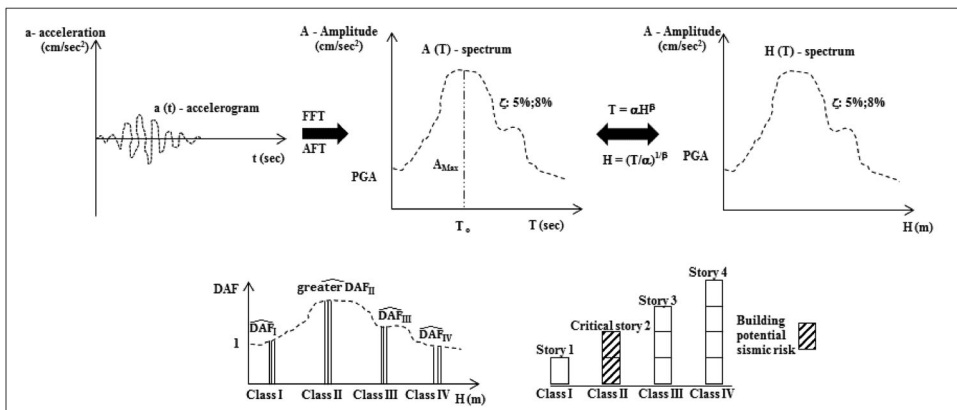 a- acceleration
(cm/sec²)
a (t) - accelerogram
t (sec)
FFT
AFT
A - Amplitude
(cm/sec²)
A (T) - spectrum
ζ: 5%;8%
PGA
A_Max
T_o
T (sec)
T = αH^β
H = (T/α)^1/β
A - Amplitude
(cm/sec²)
H (T) - spectrum
ζ: 5%;8%
PGA
H (m)
DAF
1
DAF_I
greater DAF_II
DAF_III
DAF_IV
Class I
Class II
Class III
Class IV
H (m)
Story 1
Critical story 2
Story 3
Story 4
Class I
Class II
Class III
Class IV
Building
potential
sismic risk